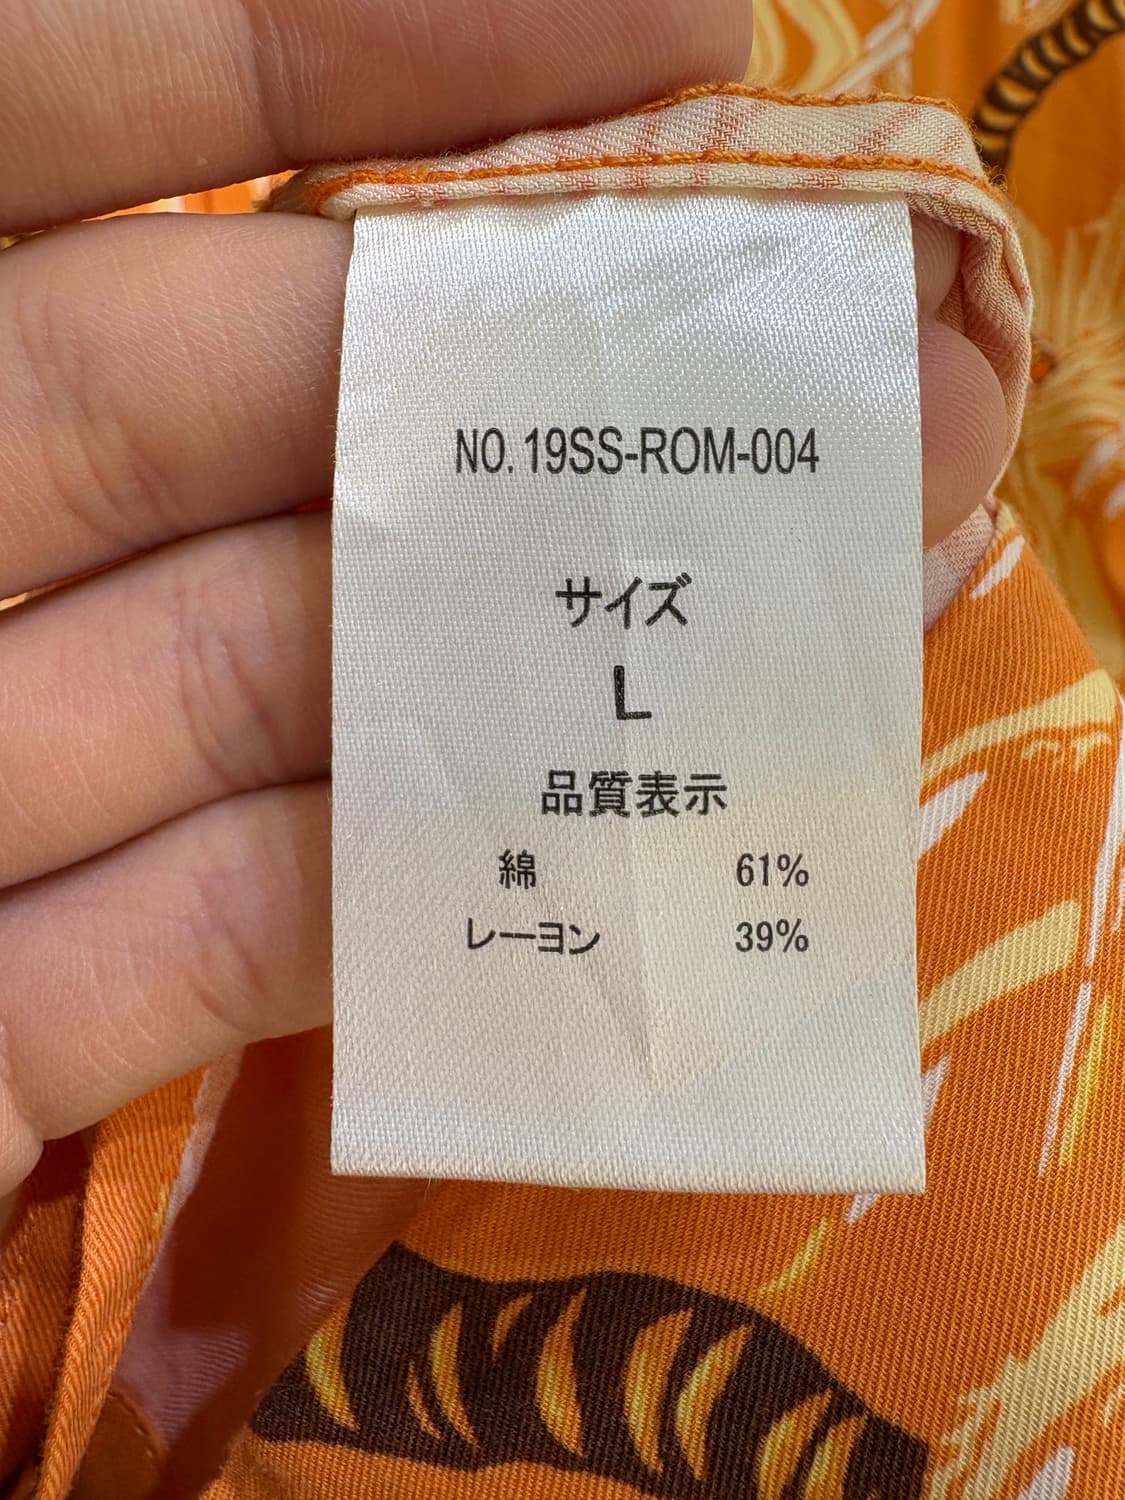 NO. 19SS-ROM-004
サイズ
L
品質表示
綿 61%
レーヨン 39%